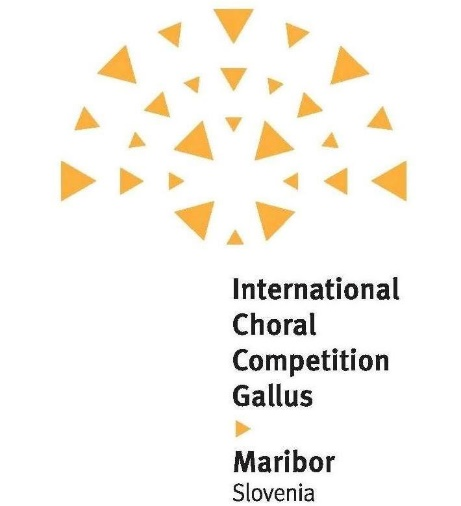 International
Choral
Competition
Gallus
Maribor
Slovenia